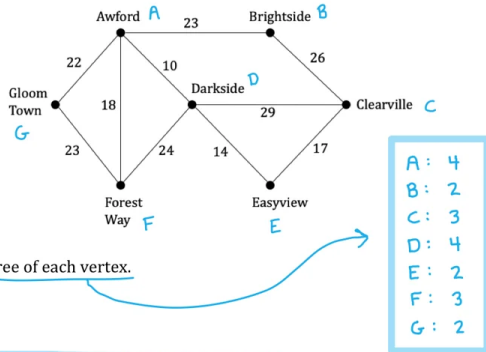 Awford A 23 Brightside B
22 10 26
Gloom
Town
G
18
Darkside D
29
Clearville C
23 24 14 17
Forest
Way F
Easyview
E
ree of each vertex.
A: 4
B: 2
C: 3
D: 4
E: 2
F: 3
G: 2